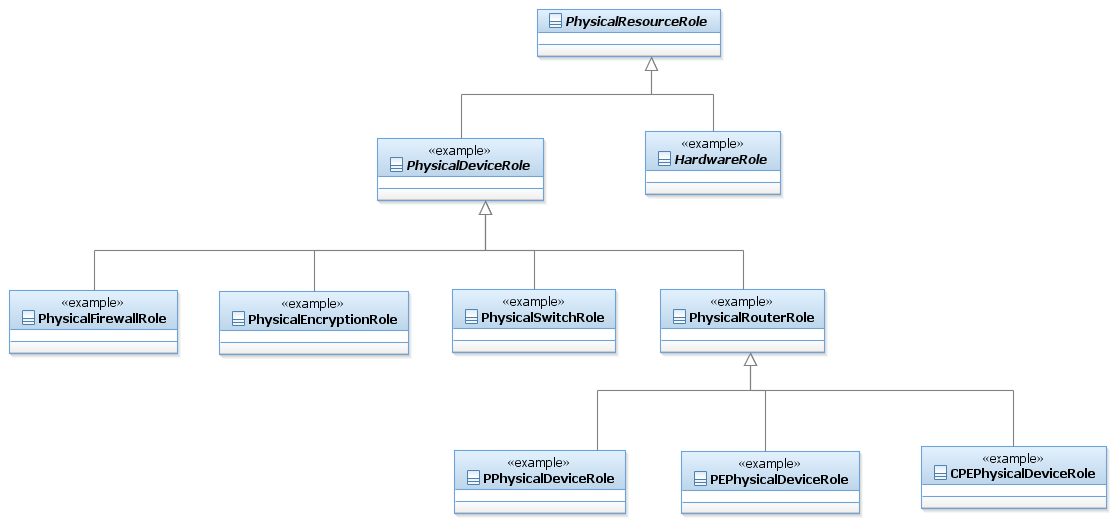 PhysicalResourceRole
«example»
PhysicalDeviceRole
«example»
HardwareRole
«example»
PhysicalFirewallRole
«example»
PhysicalEncryptionRole
«example»
PhysicalSwitchRole
«example»
PhysicalRouterRole
«example»
PPhysicalDeviceRole
«example»
PEPhysicalDeviceRole
«example»
CPEPhysicalDeviceRole